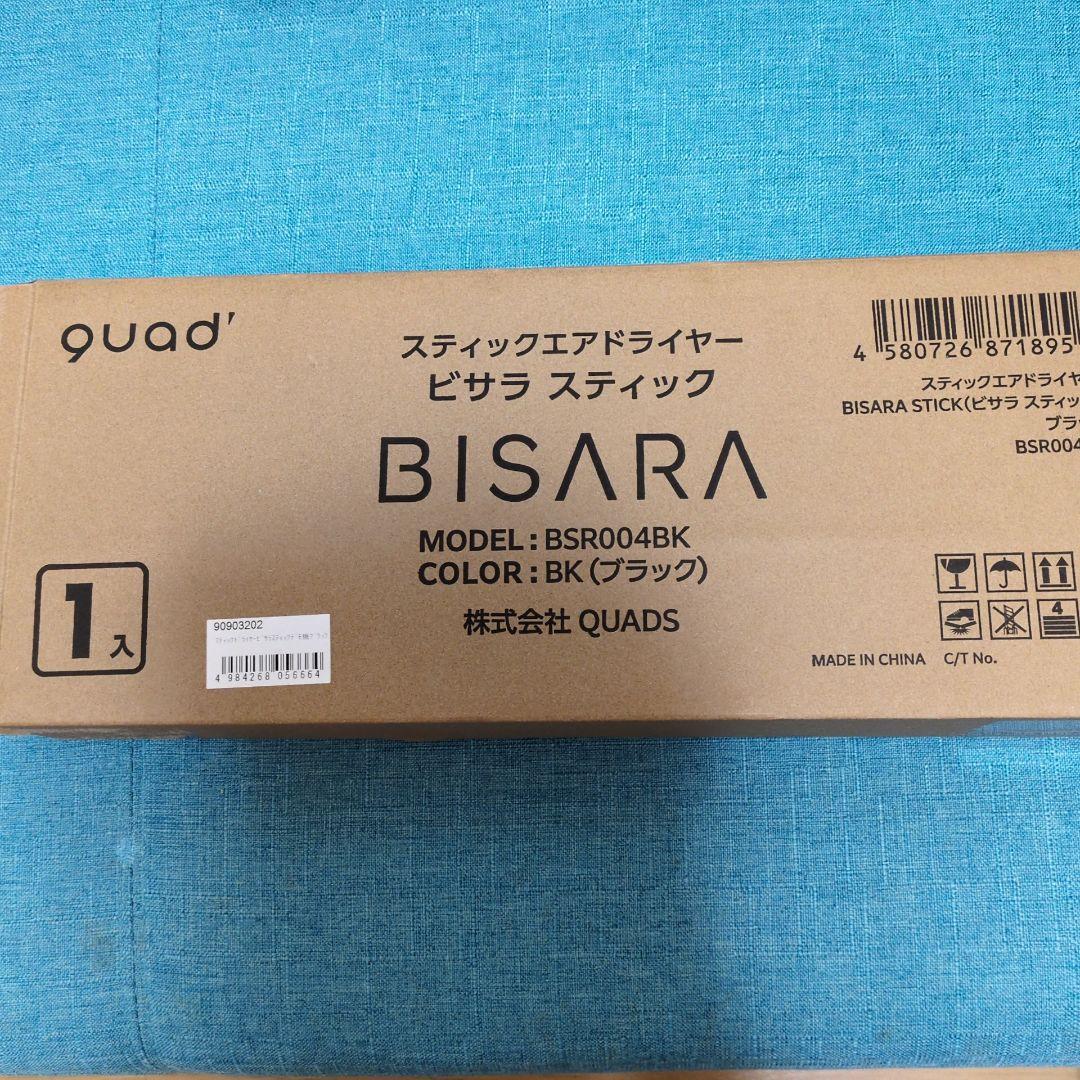 quad'
スティックエアドライヤー
ビサラ スティック
BISARA
MODEL : BSR004BK
COLOR : BK (ブラック)
株式会社 QUADS
1入
90903202
4 984268 056664
4 580726 871895
スティックエアドライヤ
BISARA STICK(ビサラ スティッ
ブラ
BSR004
4
MADE IN CHINA C/T No.